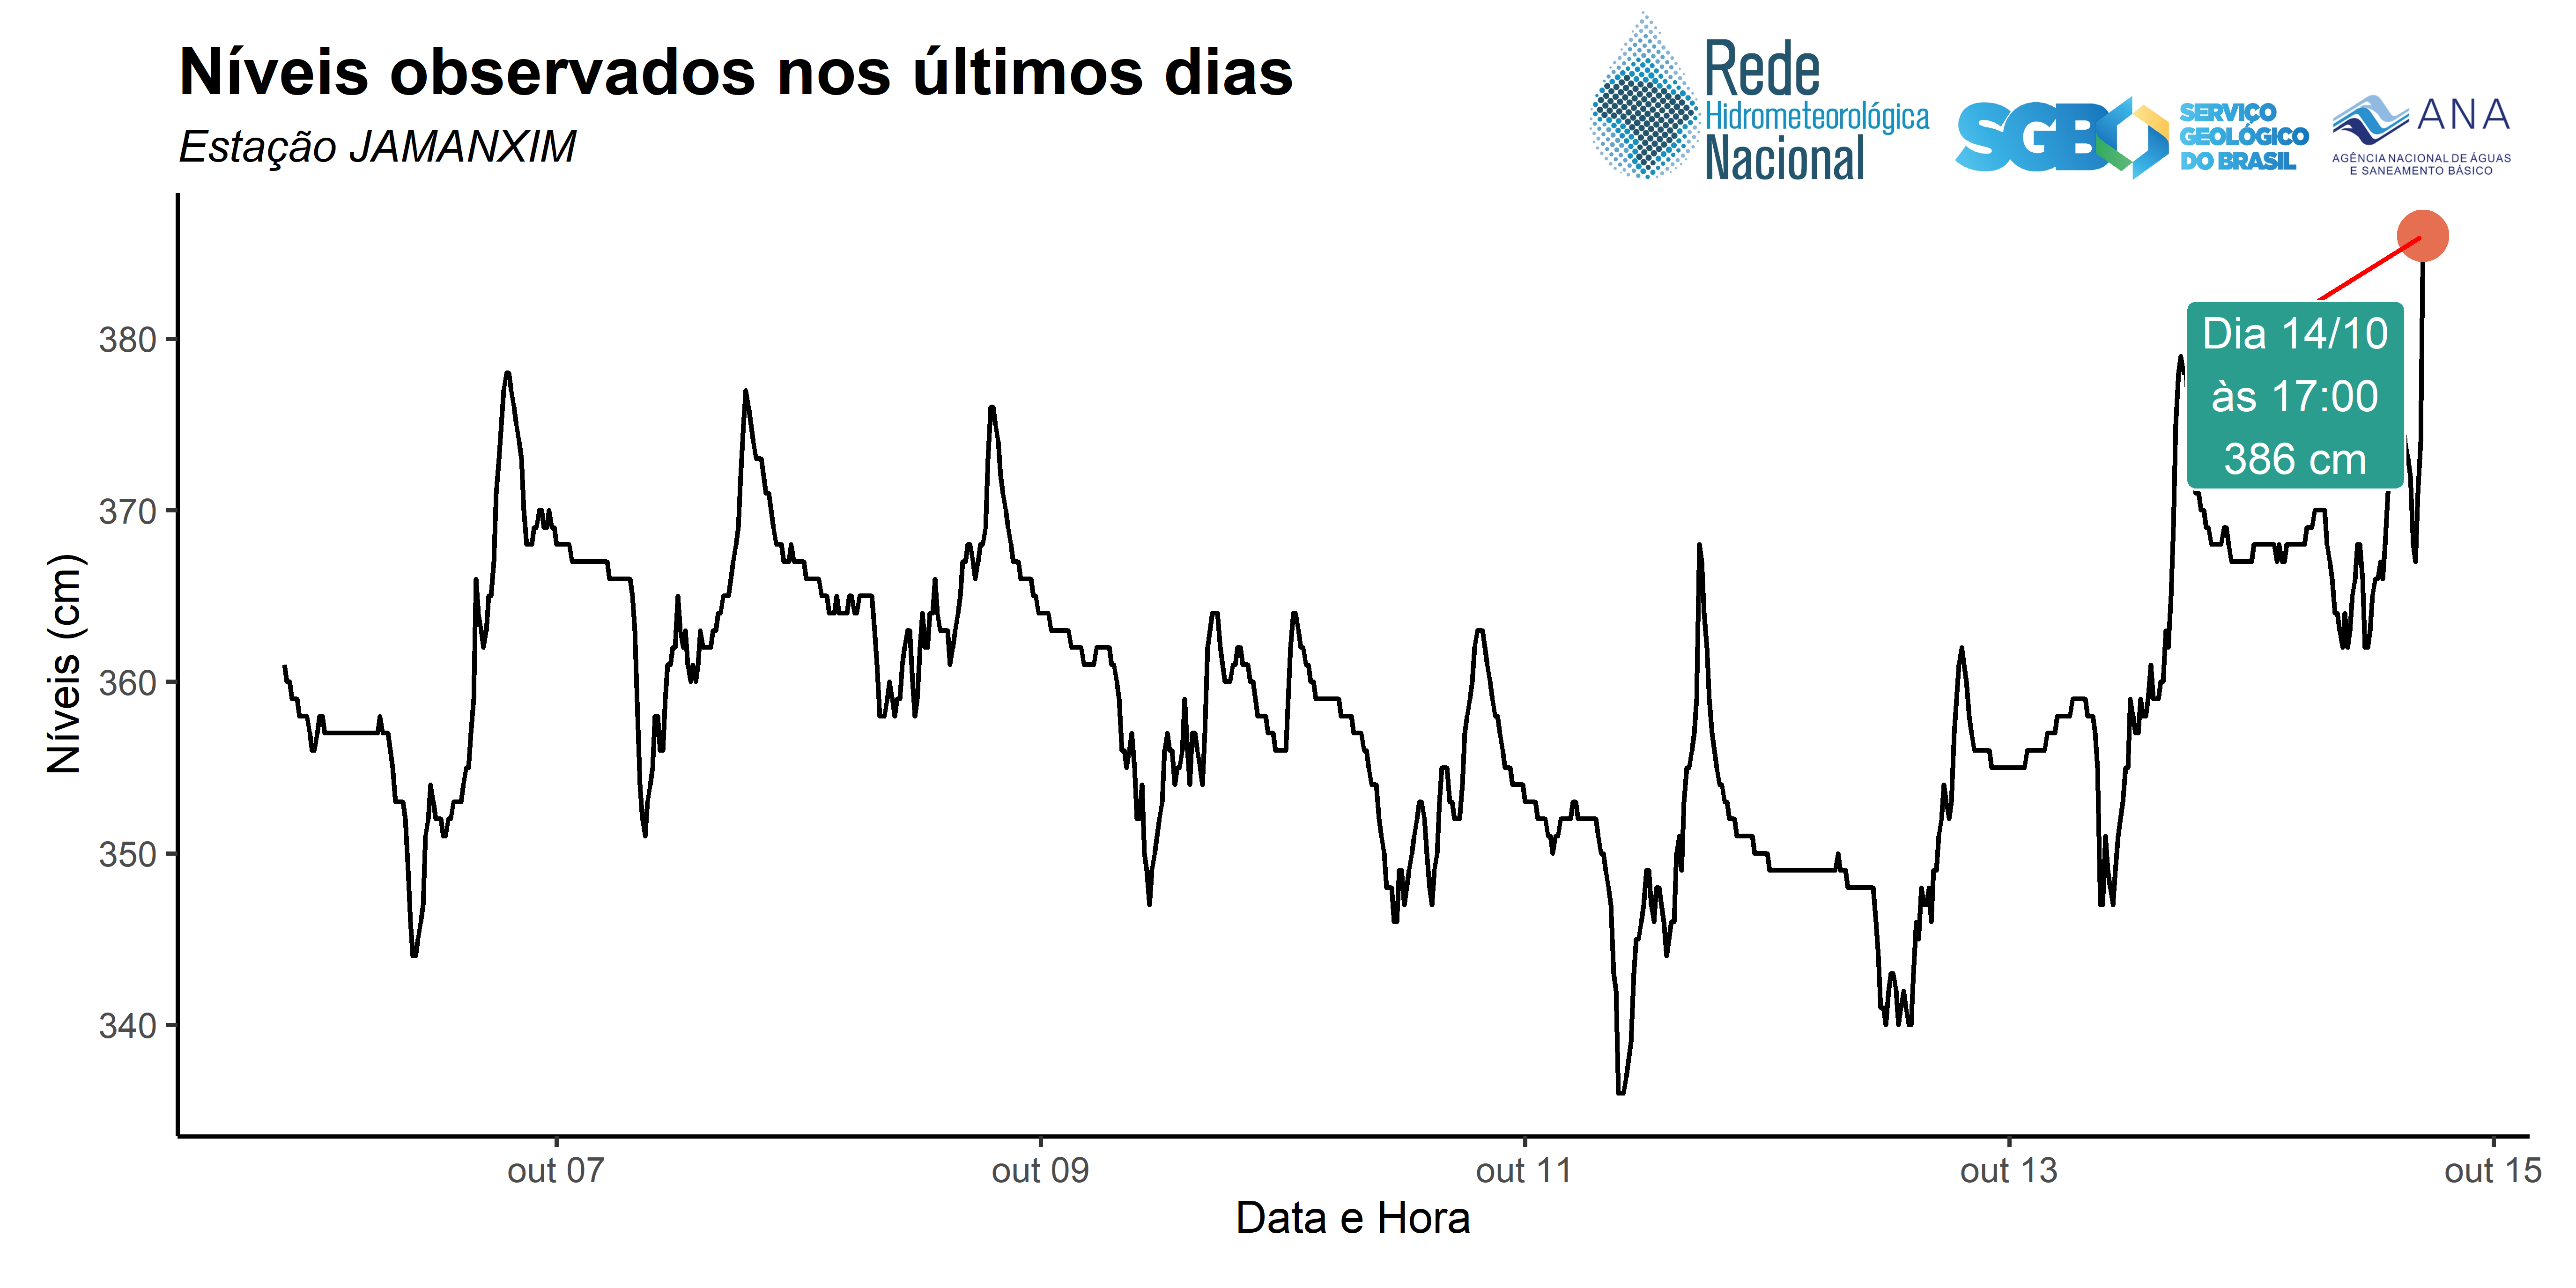 Níveis observados nos últimos dias
Estação JAMANXIM
Rede
Hidrometeorológica
Nacional
SGB
SERVIÇO
GEOLÓGICO
DO BRASIL
ANA
AGÊNCIA NACIONAL DE ÁGUAS
E SANEAMENTO BÁSICO
Níveis (cm)
380
370
360
350
340
Dia 14/10
às 17:00
386 cm
out 07
out 09
out 11
out 13
out 15
Data e Hora